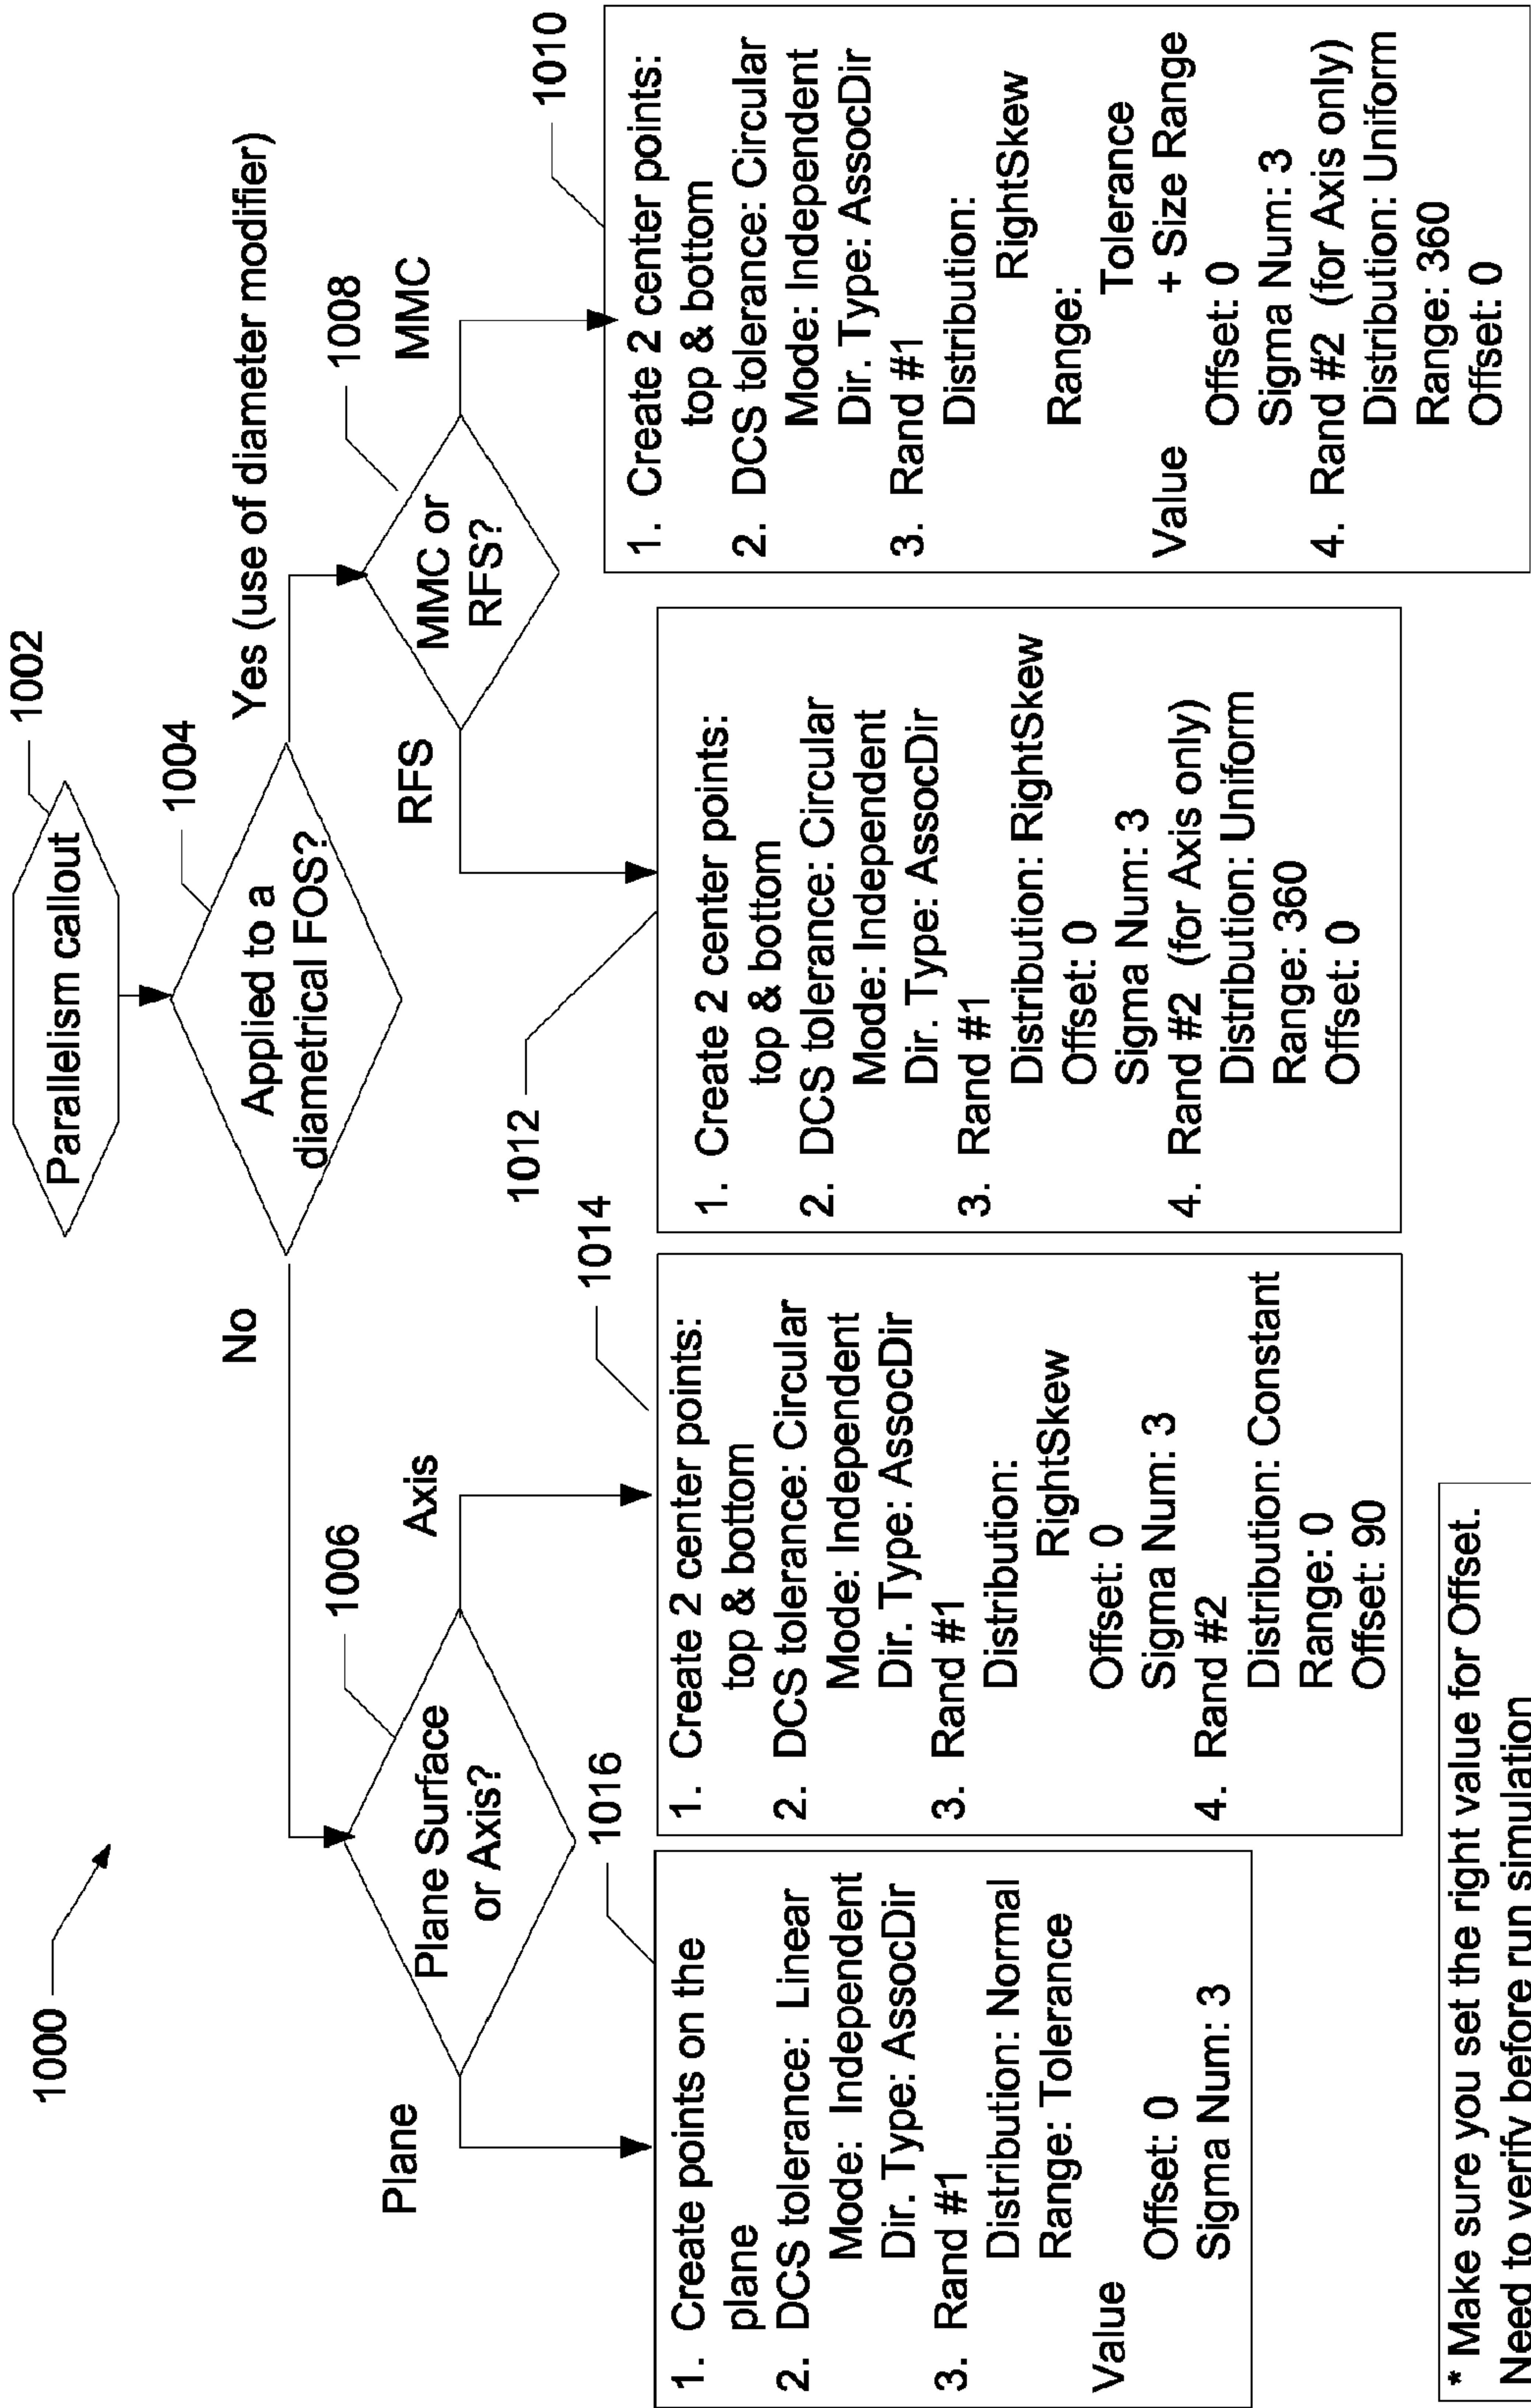 1000
Parallelism callout
1002
Applied to a
diametrical FOS?
1004
No
Yes (use of diameter modifier)
Plane Surface
or Axis?
1006
MMC or
RFS?
1008
Plane
Axis
RFS
MMC
1016
1. Create points on the
plane
2. DCS tolerance: Linear
Mode: Independent
Dir. Type: AssocDir
3. Rand #1
Distribution: Normal
Range: Tolerance
Value
Offset: 0
Sigma Num: 3
1014
1. Create 2 center points:
top & bottom
2. DCS tolerance: Circular
Mode: Independent
Dir. Type: AssocDir
3. Rand #1
Distribution:
RightSkew
Offset: 0
Sigma Num: 3
4. Rand #2
Distribution: Constant
Range: 0
Offset: 90
1012
1. Create 2 center points:
top & bottom
2. DCS tolerance: Circular
Mode: Independent
Dir. Type: AssocDir
3. Rand #1
Distribution: RightSkew
Offset: 0
Sigma Num: 3
4. Rand #2 (for Axis only)
Distribution: Uniform
Range: 360
Offset: 0
1010
1. Create 2 center points:
top & bottom
2. DCS tolerance: Circular
Mode: Independent
Dir. Type: AssocDir
3. Rand #1
Distribution:
RightSkew
Range:
Tolerance
Value + Size Range
Offset: 0
Sigma Num: 3
4. Rand #2 (for Axis only)
Distribution: Uniform
Range: 360
Offset: 0
* Make sure you set the right value for Offset.
Need to verify before run simulation